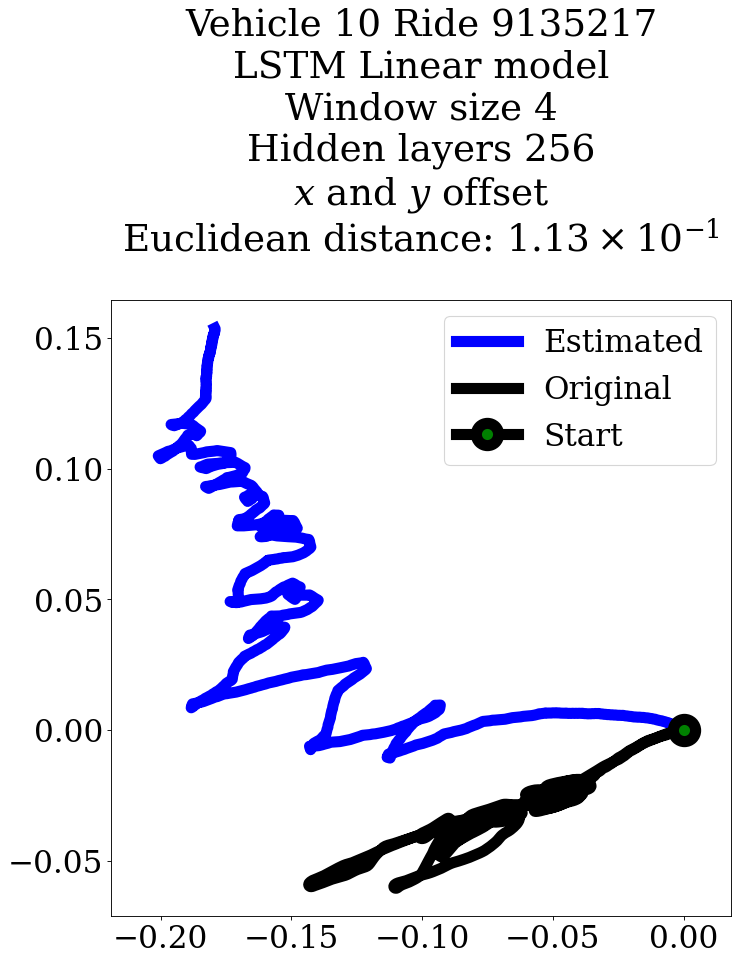 Vehicle 10 Ride 9135217
LSTM Linear model
Window size 4
Hidden layers 256
x and y offset
Euclidean distance: 1.13 × 10⁻¹
Estimated
Original
Start
0.15
0.10
0.05
0.00
−0.05
−0.20 −0.15 −0.10 −0.05 0.00